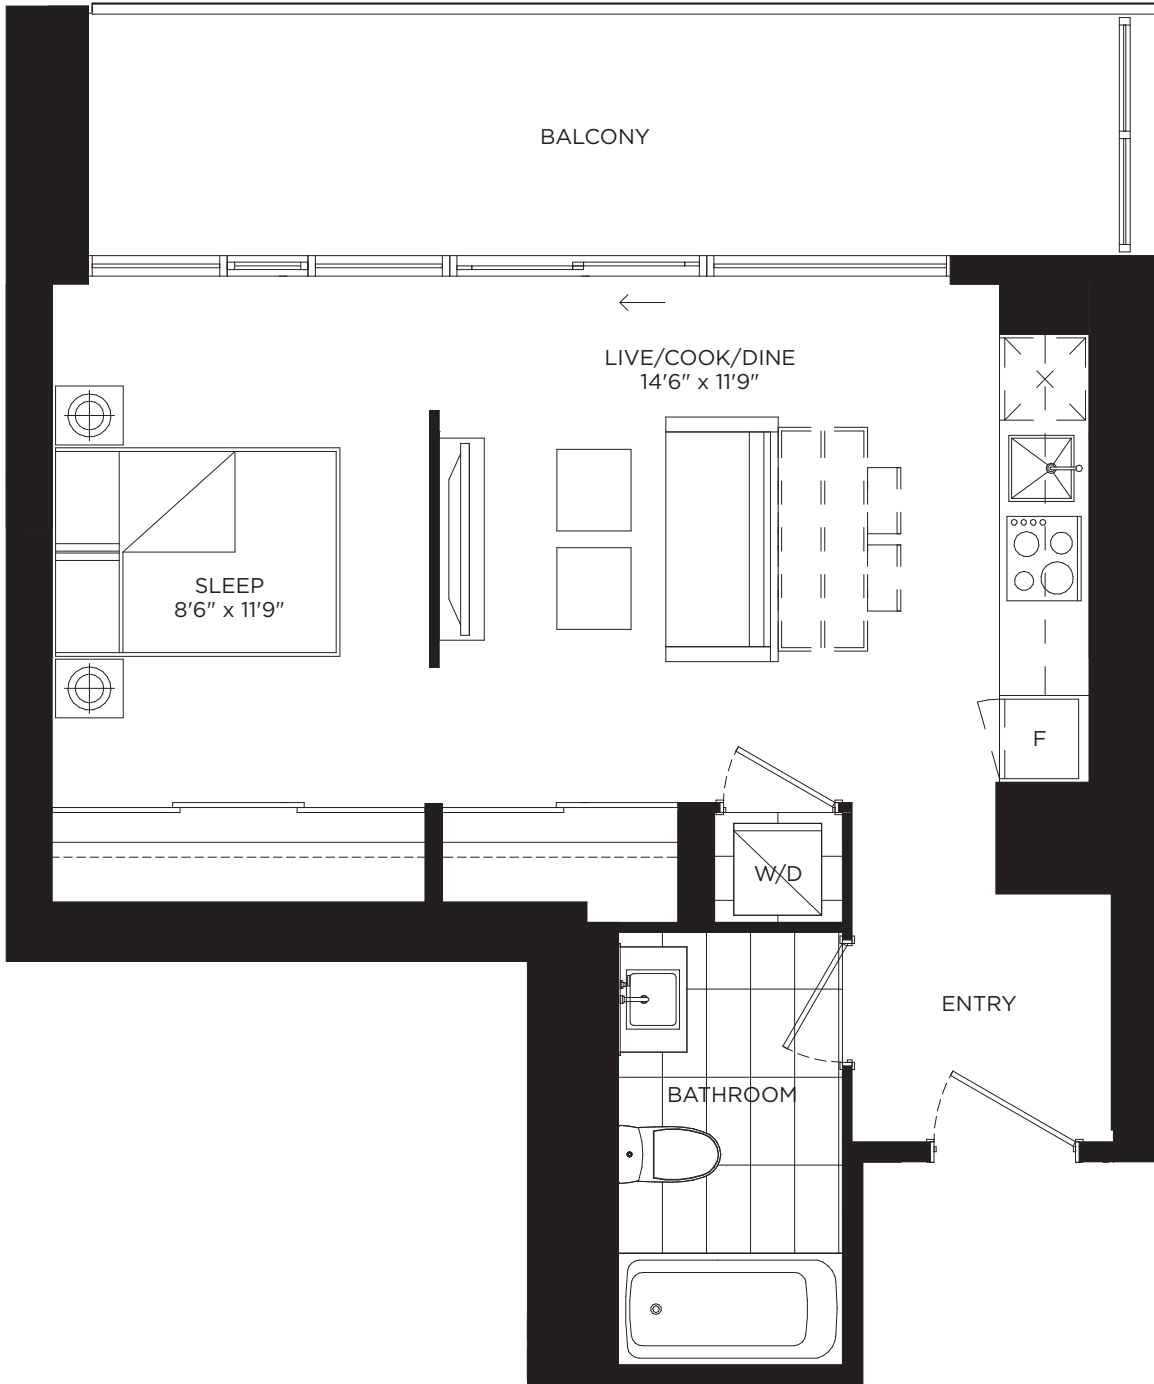 BALCONY
LIVE/COOK/DINE
14'6" x 11'9"
SLEEP
8'6" x 11'9"
F
W/D
ENTRY
BATHROOM